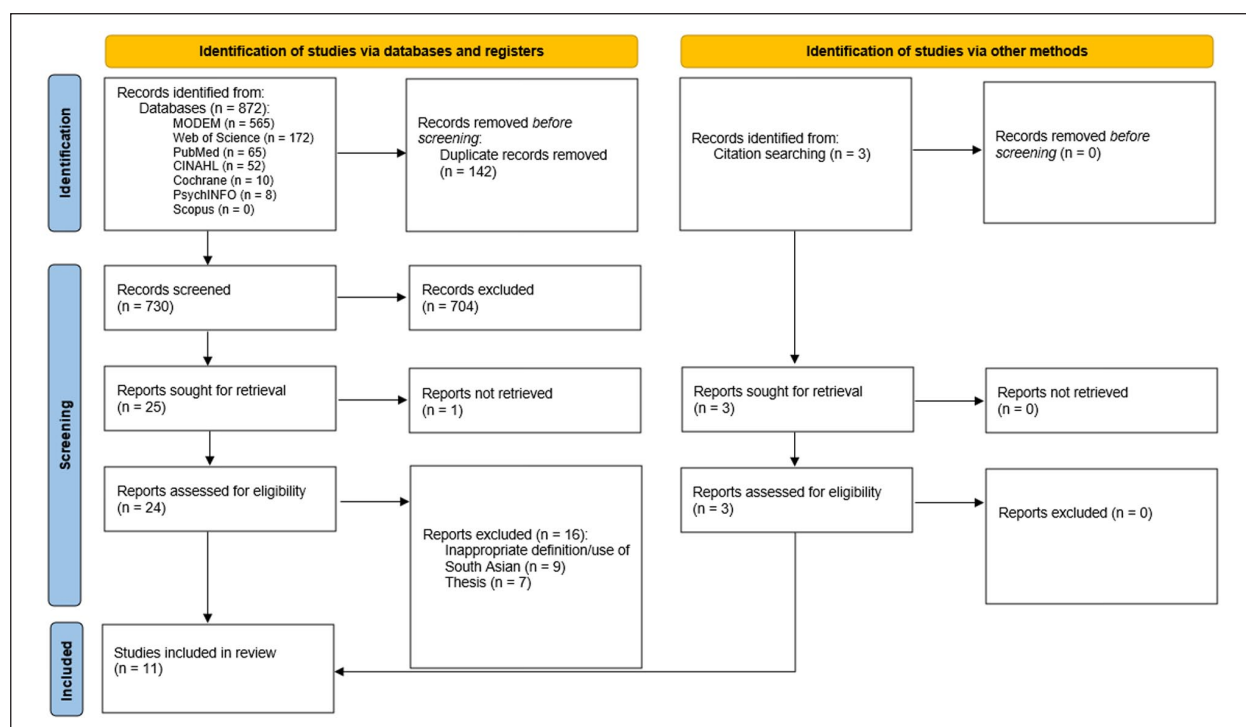 Identification of studies via databases and registers
Identification of studies via other methods
Identification
Records identified from:
Databases (n = 872):
MODEM (n = 565)
Web of Science (n = 172)
PubMed (n = 65)
CINAHL (n = 52)
Cochrane (n = 10)
PsychINFO (n = 8)
Scopus (n = 0)
Records removed before
screening:
Duplicate records removed
(n = 142)
Records identified from:
Citation searching (n = 3)
Records removed before
screening (n = 0)
Screening
Records screened
(n = 730)
Records excluded
(n = 704)
Reports sought for retrieval
(n = 25)
Reports not retrieved
(n = 1)
Reports sought for retrieval
(n = 3)
Reports not retrieved
(n = 0)
Reports assessed for eligibility
(n = 24)
Reports excluded (n = 16):
Inappropriate definition/use of
South Asian (n = 9)
Thesis (n = 7)
Reports assessed for eligibility
(n = 3)
Reports excluded (n = 0)
Included
Studies included in review
(n = 11)